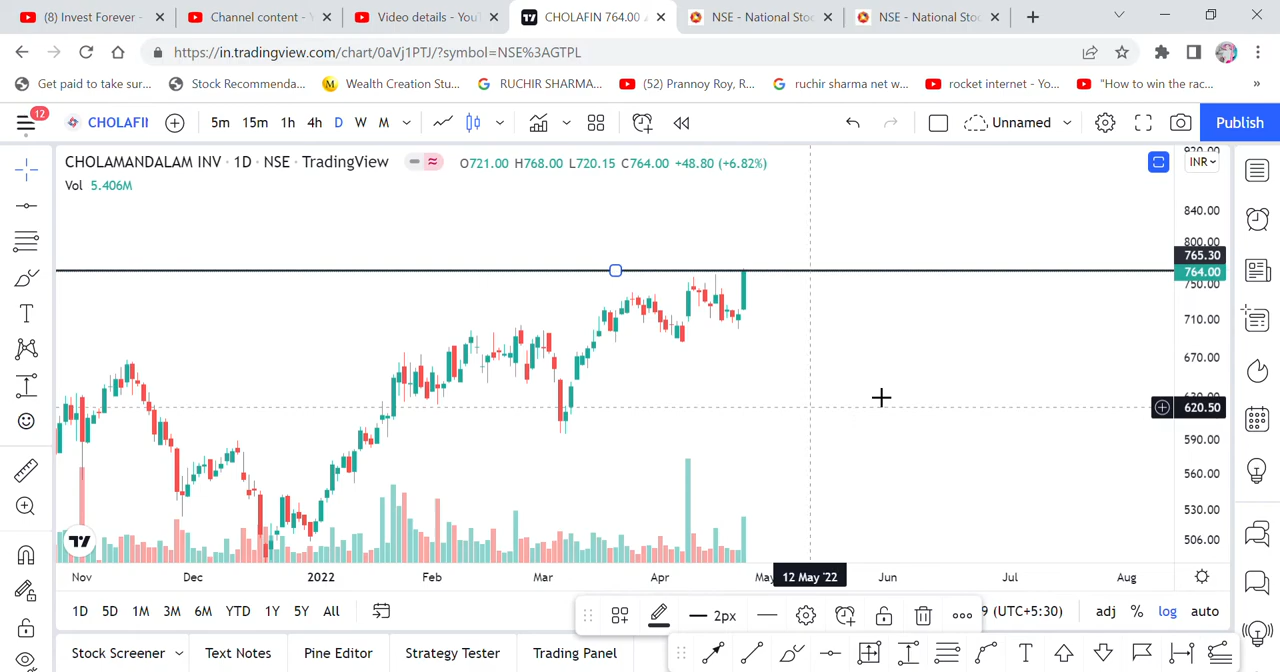 (8) Invest Forever -
Channel content -
Video details - You
CHOLAFIN 764.00
NSE - National Stoc
NSE - National Stoc
https://in.tradingview.com/chart/0aVj1PTJ/?symbol=NSE%3AGTPL
Get paid to take sur... Stock Recommenda... Wealth Creation Stu... RUCHIR SHARMA... (52) Prannoy Roy, R... ruchir sharma net w... rocket internet - Yo... "How to win the rac... »
12
CHOLAFIN 5m 15m 1h 4h D W M Unnamed Publish
CHOLAMANDALAM INV · 1D · NSE · TradingView O721.00 H768.00 L720.15 C764.00 +48.80 (+6.82%) INR
Vol 5.406M
920.00
840.00
800.00
765.30
764.00
750.00
710.00
670.00
630.00
620.50
590.00
560.00
530.00
506.00
Nov Dec 2022 Feb Mar Apr May 12 May '22 Jun Jul Aug
1D 5D 1M 3M 6M YTD 1Y 5Y All 2px 9 (UTC+5:30) adj % log auto
Stock Screener Text Notes Pine Editor Strategy Tester Trading Panel